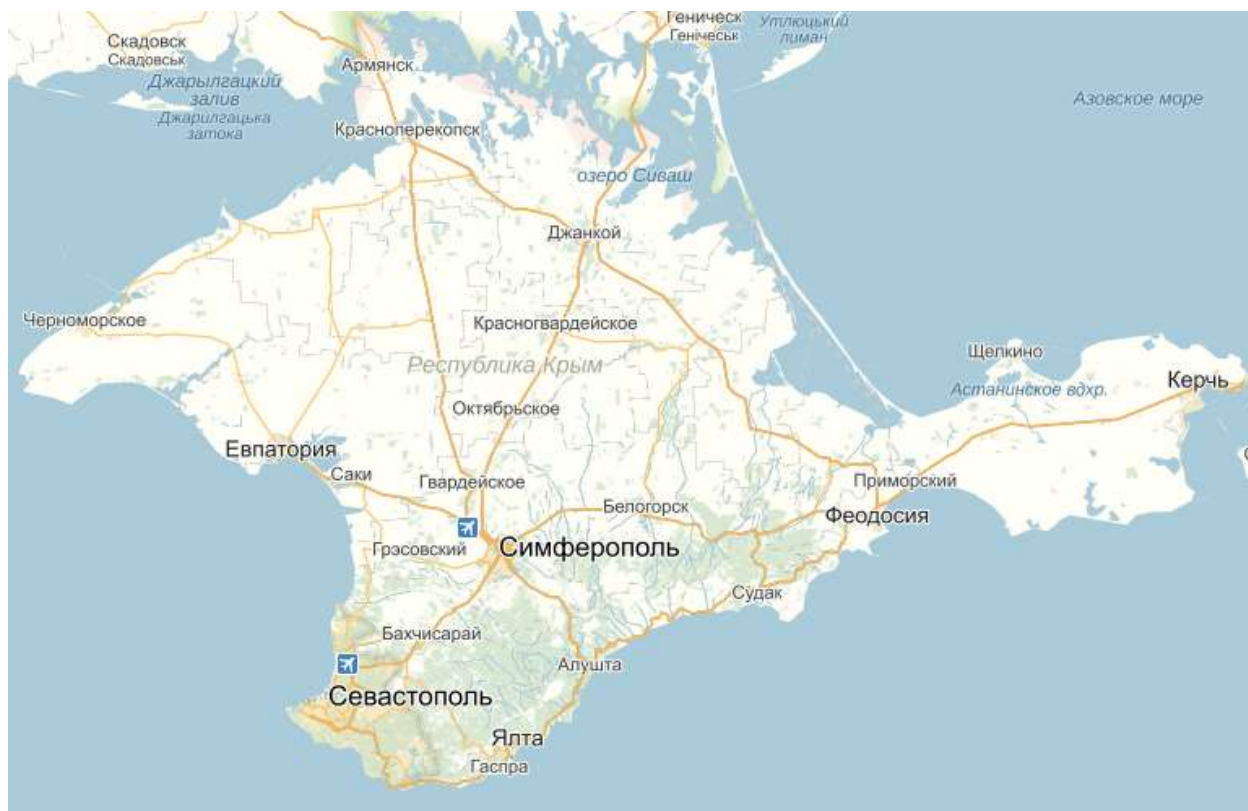 Геническ
Генічеськ
Утлюцький
лиман
Скадовск
Скадовськ
Армянск
Джарылгацкий
залив
Джарилгацька
затока
Азовское море
Красноперекопск
озеро Сиваш
Джанкой
Черноморское
Красногвардейское
Щелкино
Республика Крым
Керчь
Астанинское вдхр.
Октябрьское
Евпатория
Саки
Гвардейское
Приморский
Белогорск
Феодосия
Грэсовский
Симферополь
Судак
Бахчисарай
Алушта
Севастополь
Ялта
Гаспра